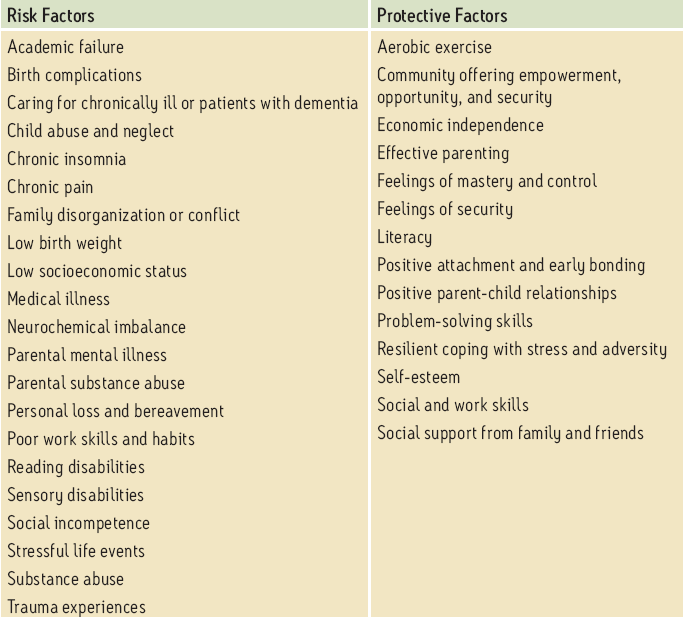 Risk Factors
Academic failure
Birth complications
Caring for chronically ill or patients with dementia
Child abuse and neglect
Chronic insomnia
Chronic pain
Family disorganization or conflict
Low birth weight
Low socioeconomic status
Medical illness
Neurochemical imbalance
Parental mental illness
Parental substance abuse
Personal loss and bereavement
Poor work skills and habits
Reading disabilities
Sensory disabilities
Social incompetence
Stressful life events
Substance abuse
Trauma experiences
Protective Factors
Aerobic exercise
Community offering empowerment,
opportunity, and security
Economic independence
Effective parenting
Feelings of mastery and control
Feelings of security
Literacy
Positive attachment and early bonding
Positive parent-child relationships
Problem-solving skills
Resilient coping with stress and adversity
Self-esteem
Social and work skills
Social support from family and friends